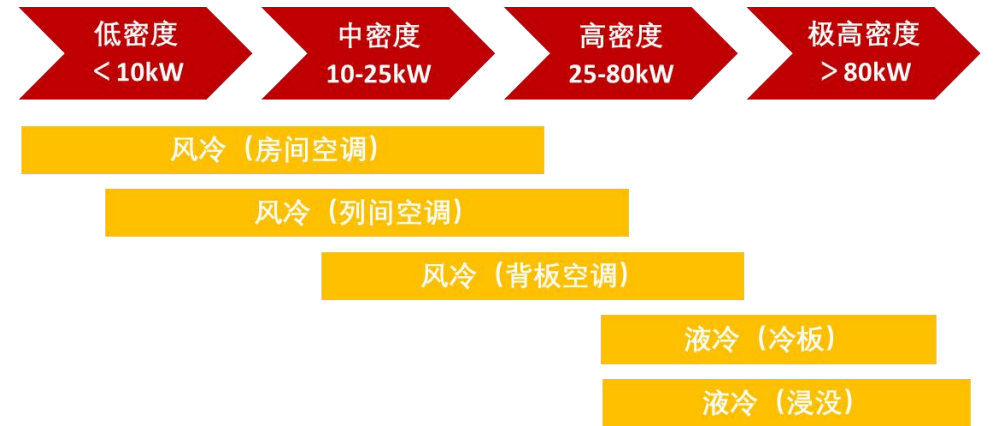 低密度
＜10kW
中密度
10-25kW
高密度
25-80kW
极高密度
＞80kW
风冷（房间空调）
风冷（列间空调）
风冷（背板空调）
液冷（冷板）
液冷（浸没）